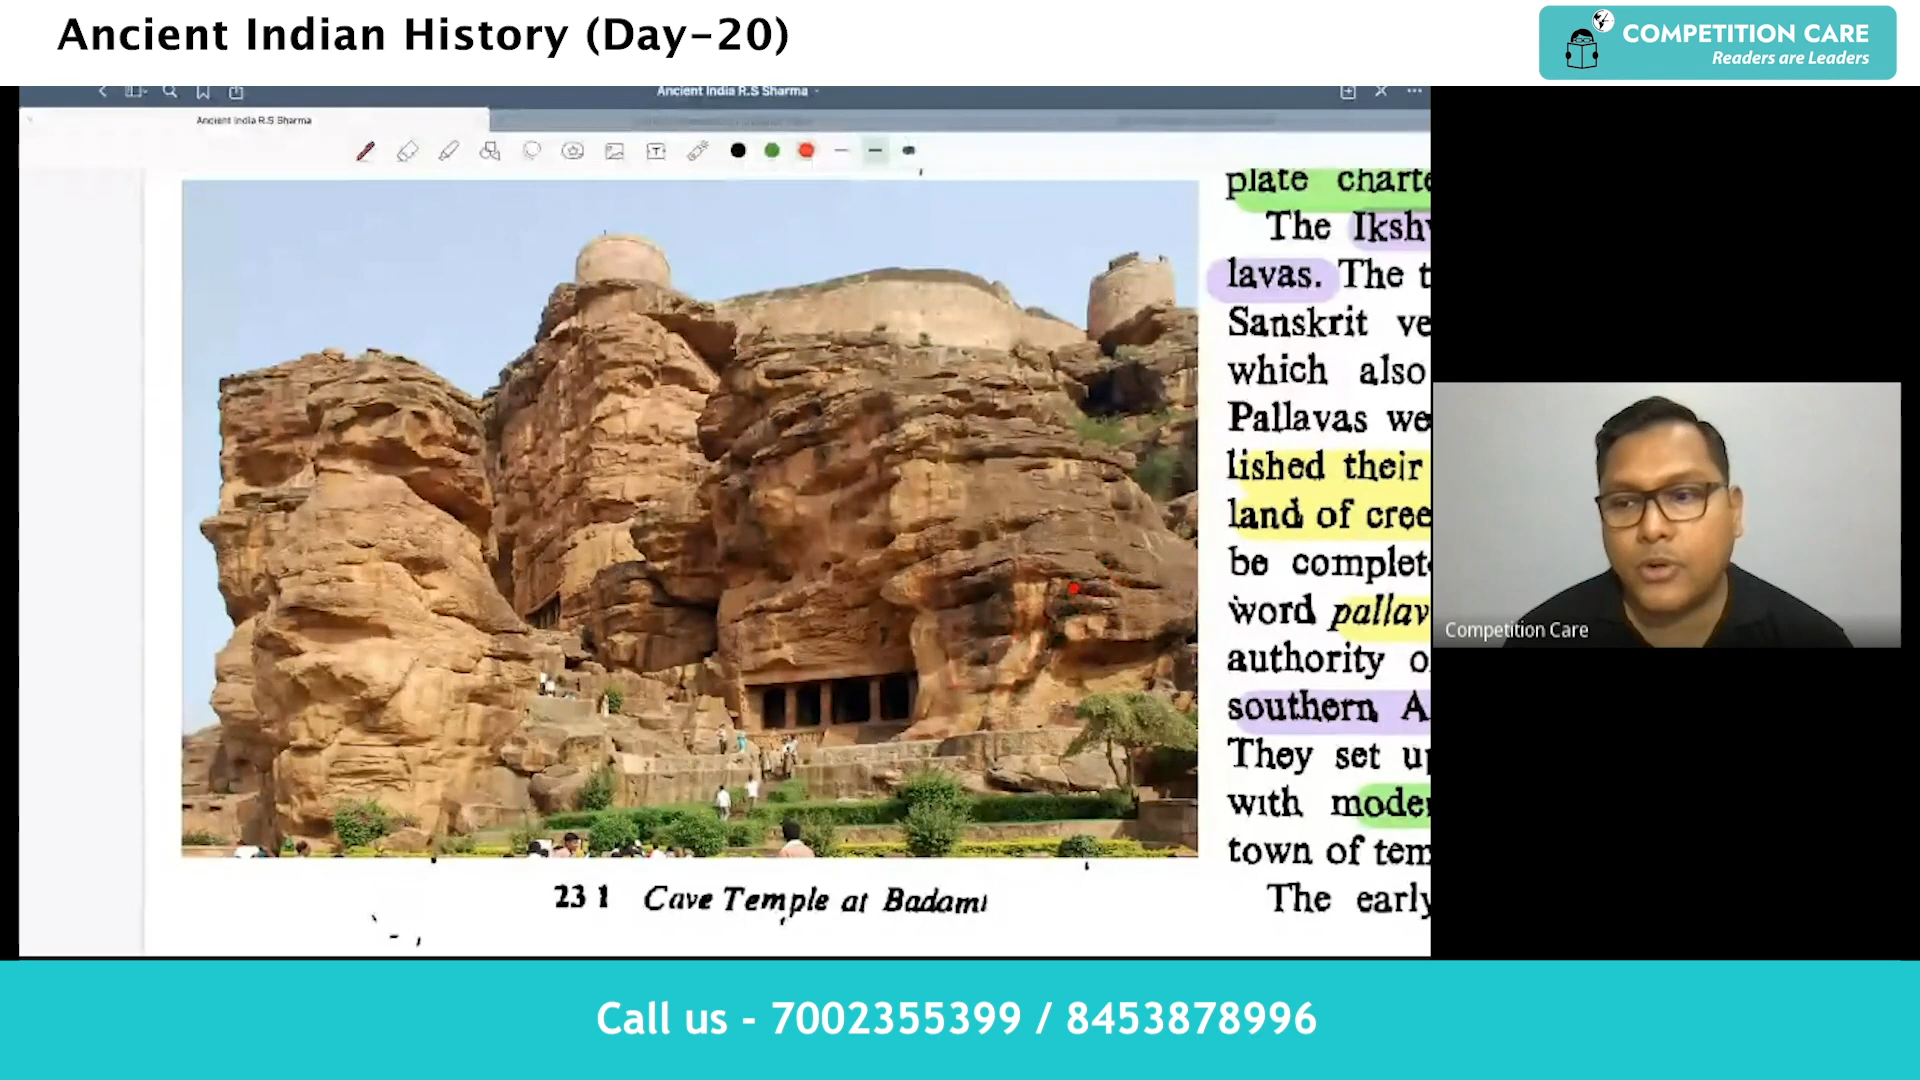 Ancient Indian History (Day-20)
COMPETITION CARE
Readers are Leaders
Ancient India R.S Sharma
Ancient India R.S Sharma
plate charte
The Iksh
lavas. The t
Sanskrit ve
which also
Pallavas we
lished their
land of cree
be complet
word pallav
authority o
southern A
They set u
with moder
town of tem
The early
23 1 Cave Temple at Badami
Competition Care
Call us - 7002355399 / 8453878996